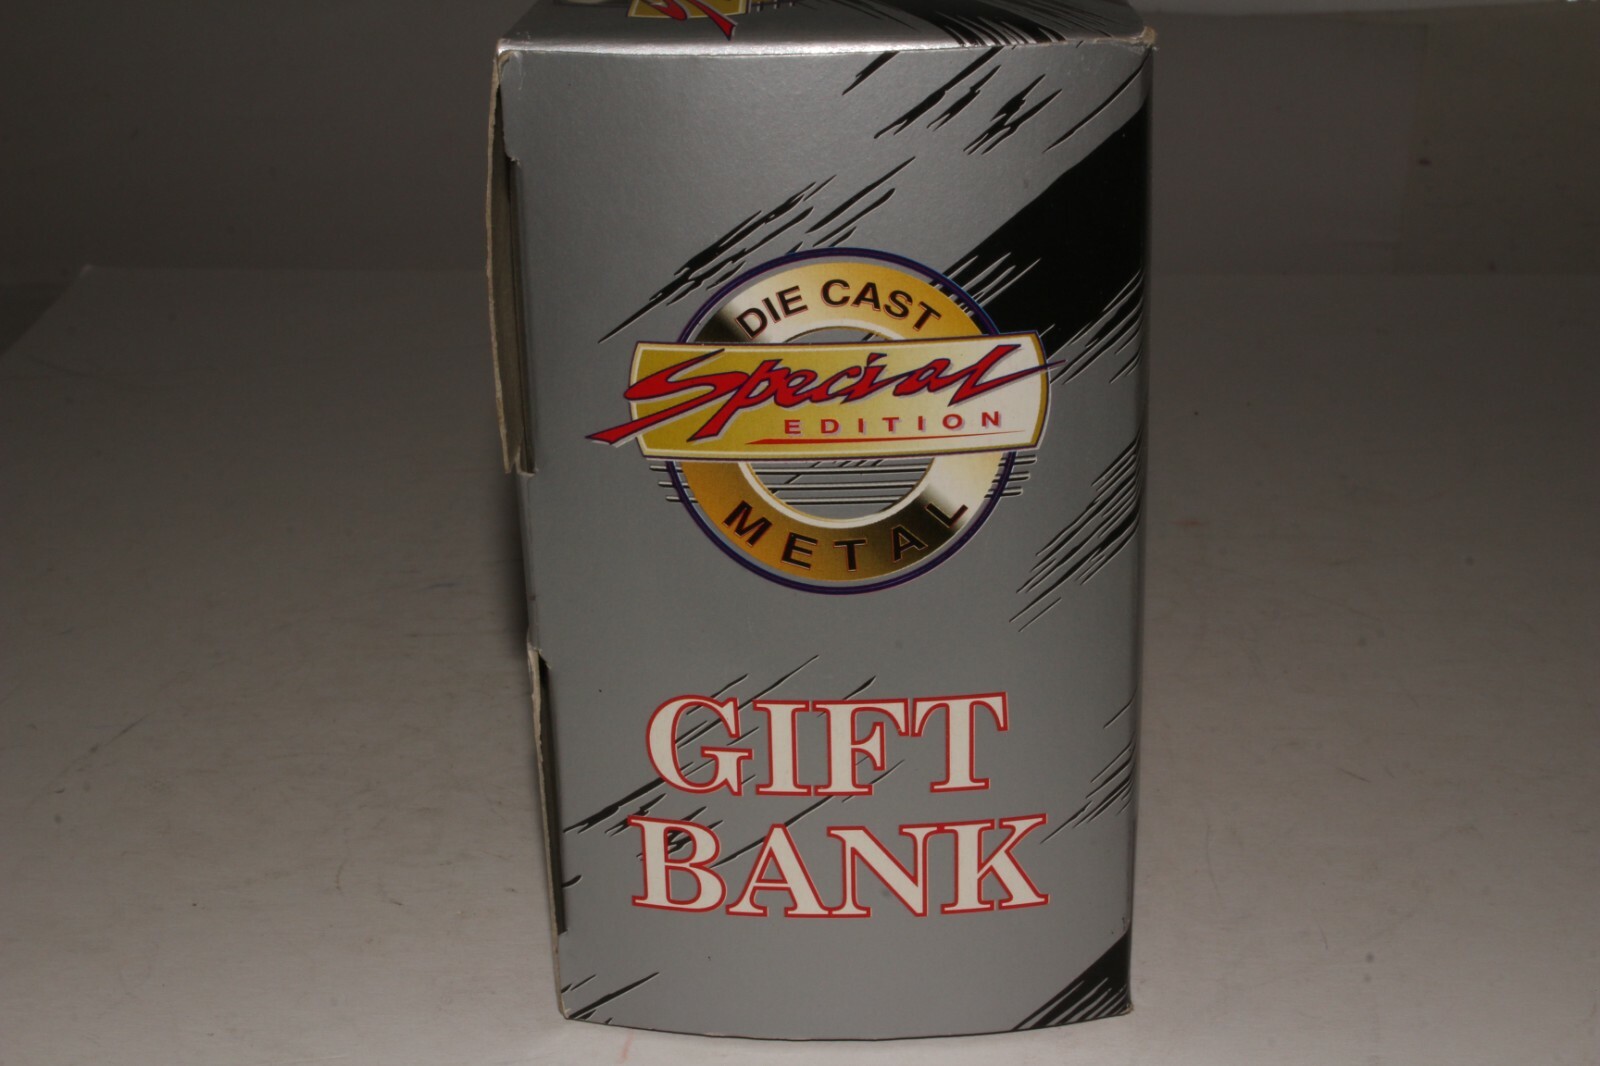 DIE CAST
Special
EDITION
METAL
GIFT
BANK